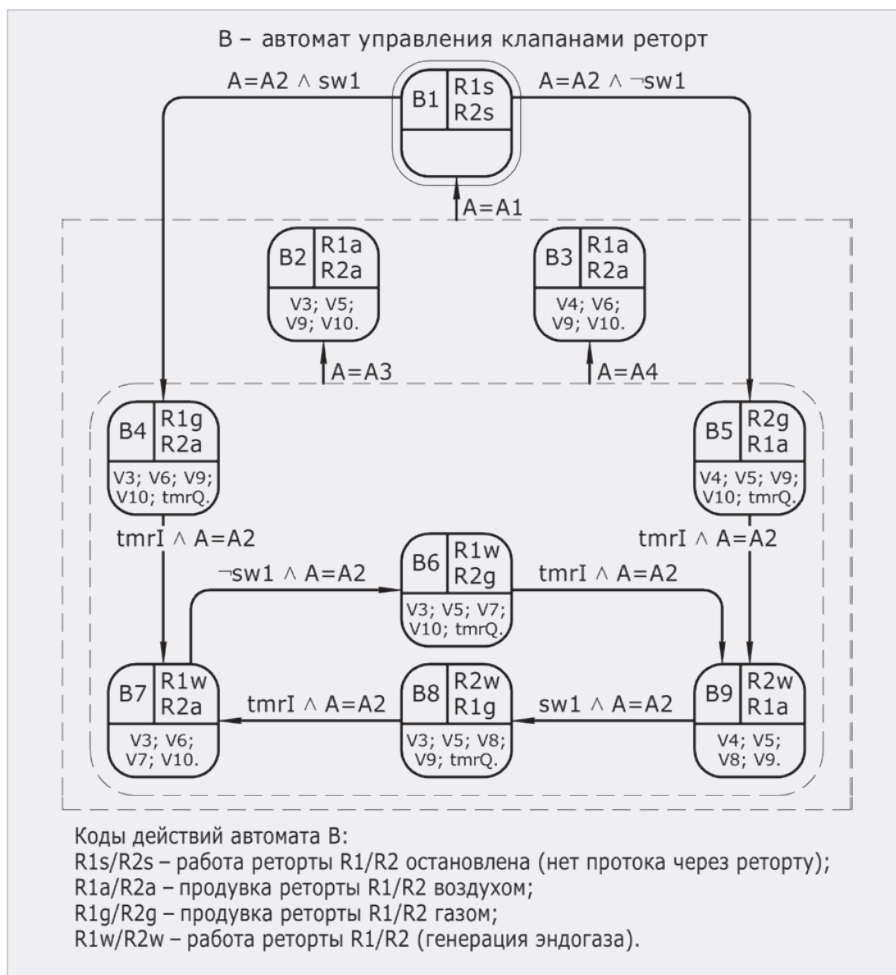 B – автомат управления клапанами реторт
A=A2 ∧ sw1
A=A2 ∧ ¬sw1
B1
R1s
R2s
A=A1
B2
R1a
R2a
V3; V5;
V9; V10.
B3
R1a
R2a
V4; V6;
V9; V10.
A=A3
A=A4
B4
R1g
R2a
V3; V6; V9;
V10; tmrQ.
B5
R2g
R1a
V4; V5; V9;
V10; tmrQ.
tmrI ∧ A=A2
tmrI ∧ A=A2
¬sw1 ∧ A=A2
B6
R1w
R2g
V3; V5; V7;
V10; tmrQ.
tmrI ∧ A=A2
B7
R1w
R2a
V3; V6;
V7; V10.
tmrI ∧ A=A2
B8
R2w
R1g
V3; V5; V8;
V9; tmrQ.
sw1 ∧ A=A2
B9
R2w
R1a
V4; V5;
V8; V9.
Коды действий автомата B:
R1s/R2s – работа реторты R1/R2 остановлена (нет протока через реторту);
R1a/R2a – продувка реторты R1/R2 воздухом;
R1g/R2g – продувка реторты R1/R2 газом;
R1w/R2w – работа реторты R1/R2 (генерация эндогаза).